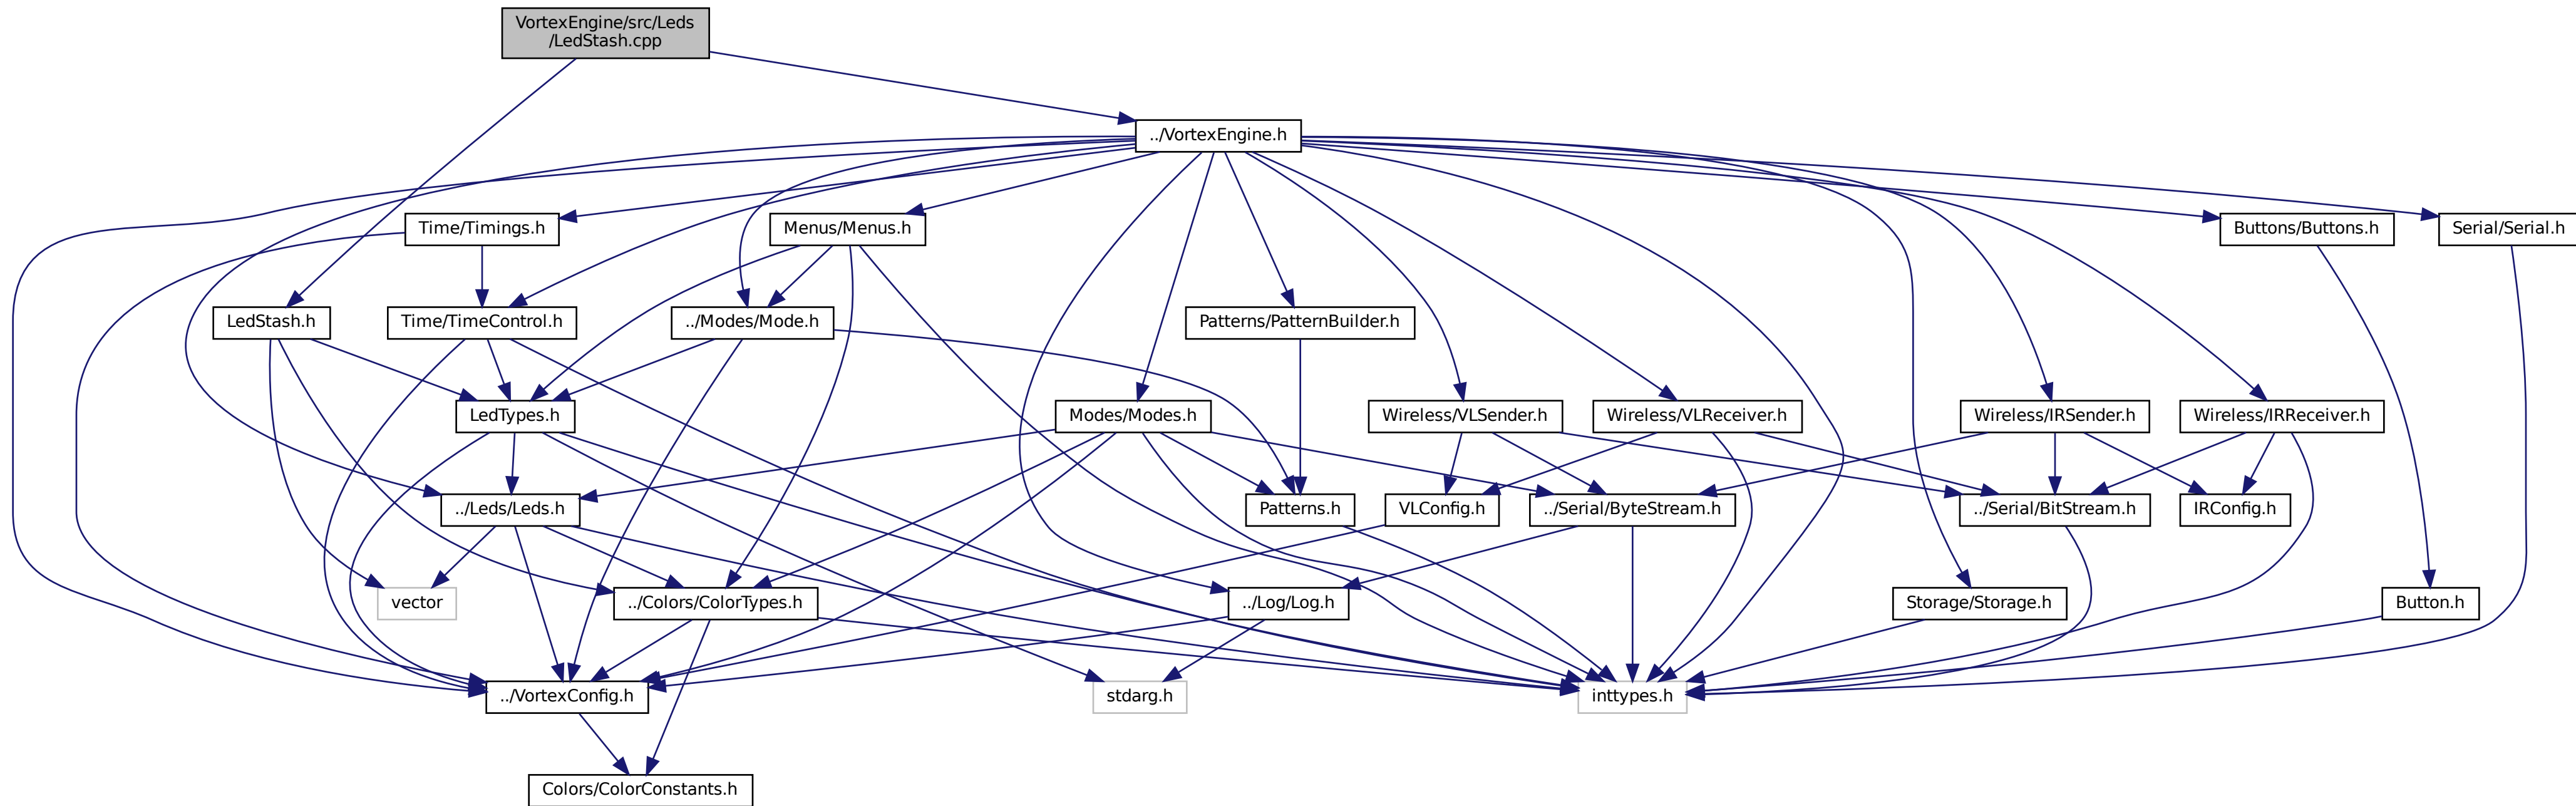 VortexEngine/src/Leds
/LedStash.cpp
../VortexEngine.h
Time/Timings.h
Menus/Menus.h
Buttons/Buttons.h
Serial/Serial.h
LedStash.h
Time/TimeControl.h
../Modes/Mode.h
Patterns/PatternBuilder.h
LedTypes.h
Modes/Modes.h
Wireless/VLSender.h
Wireless/VLReceiver.h
Wireless/IRSender.h
Wireless/IRReceiver.h
../Leds/Leds.h
Patterns.h
VLConfig.h
../Serial/ByteStream.h
../Serial/BitStream.h
IRConfig.h
vector
../Colors/ColorTypes.h
../Log/Log.h
Storage/Storage.h
Button.h
../VortexConfig.h
stdarg.h
inttypes.h
Colors/ColorConstants.h